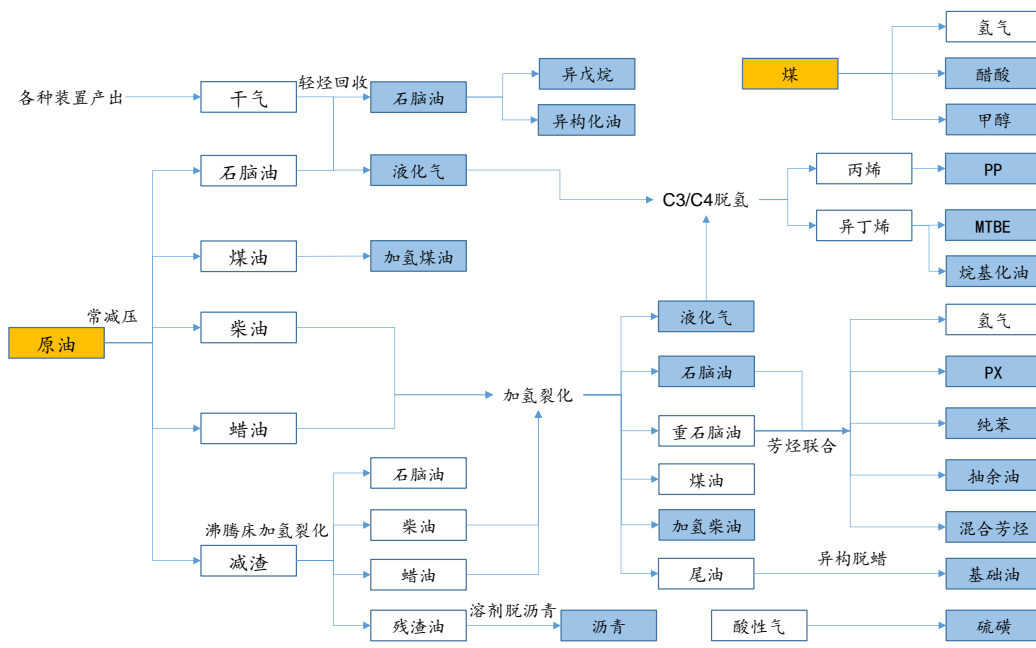 氢气
轻烃回收
异戊烷
煤
醋酸
各种装置产出
干气
石脑油
异构化油
甲醇
石脑油
液化气
丙烯
PP
C3/C4脱氢
异丁烯
MTBE
煤油
加氢煤油
烷基化油
常减压
柴油
液化气
氢气
原油
石脑油
PX
加氢裂化
蜡油
重石脑油
芳烃联合
纯苯
石脑油
煤油
抽余油
沸腾床加氢裂化
柴油
加氢柴油
混合芳烃
减渣
蜡油
尾油
异构脱蜡
基础油
残渣油
溶剂脱沥青
沥青
酸性气
硫磺